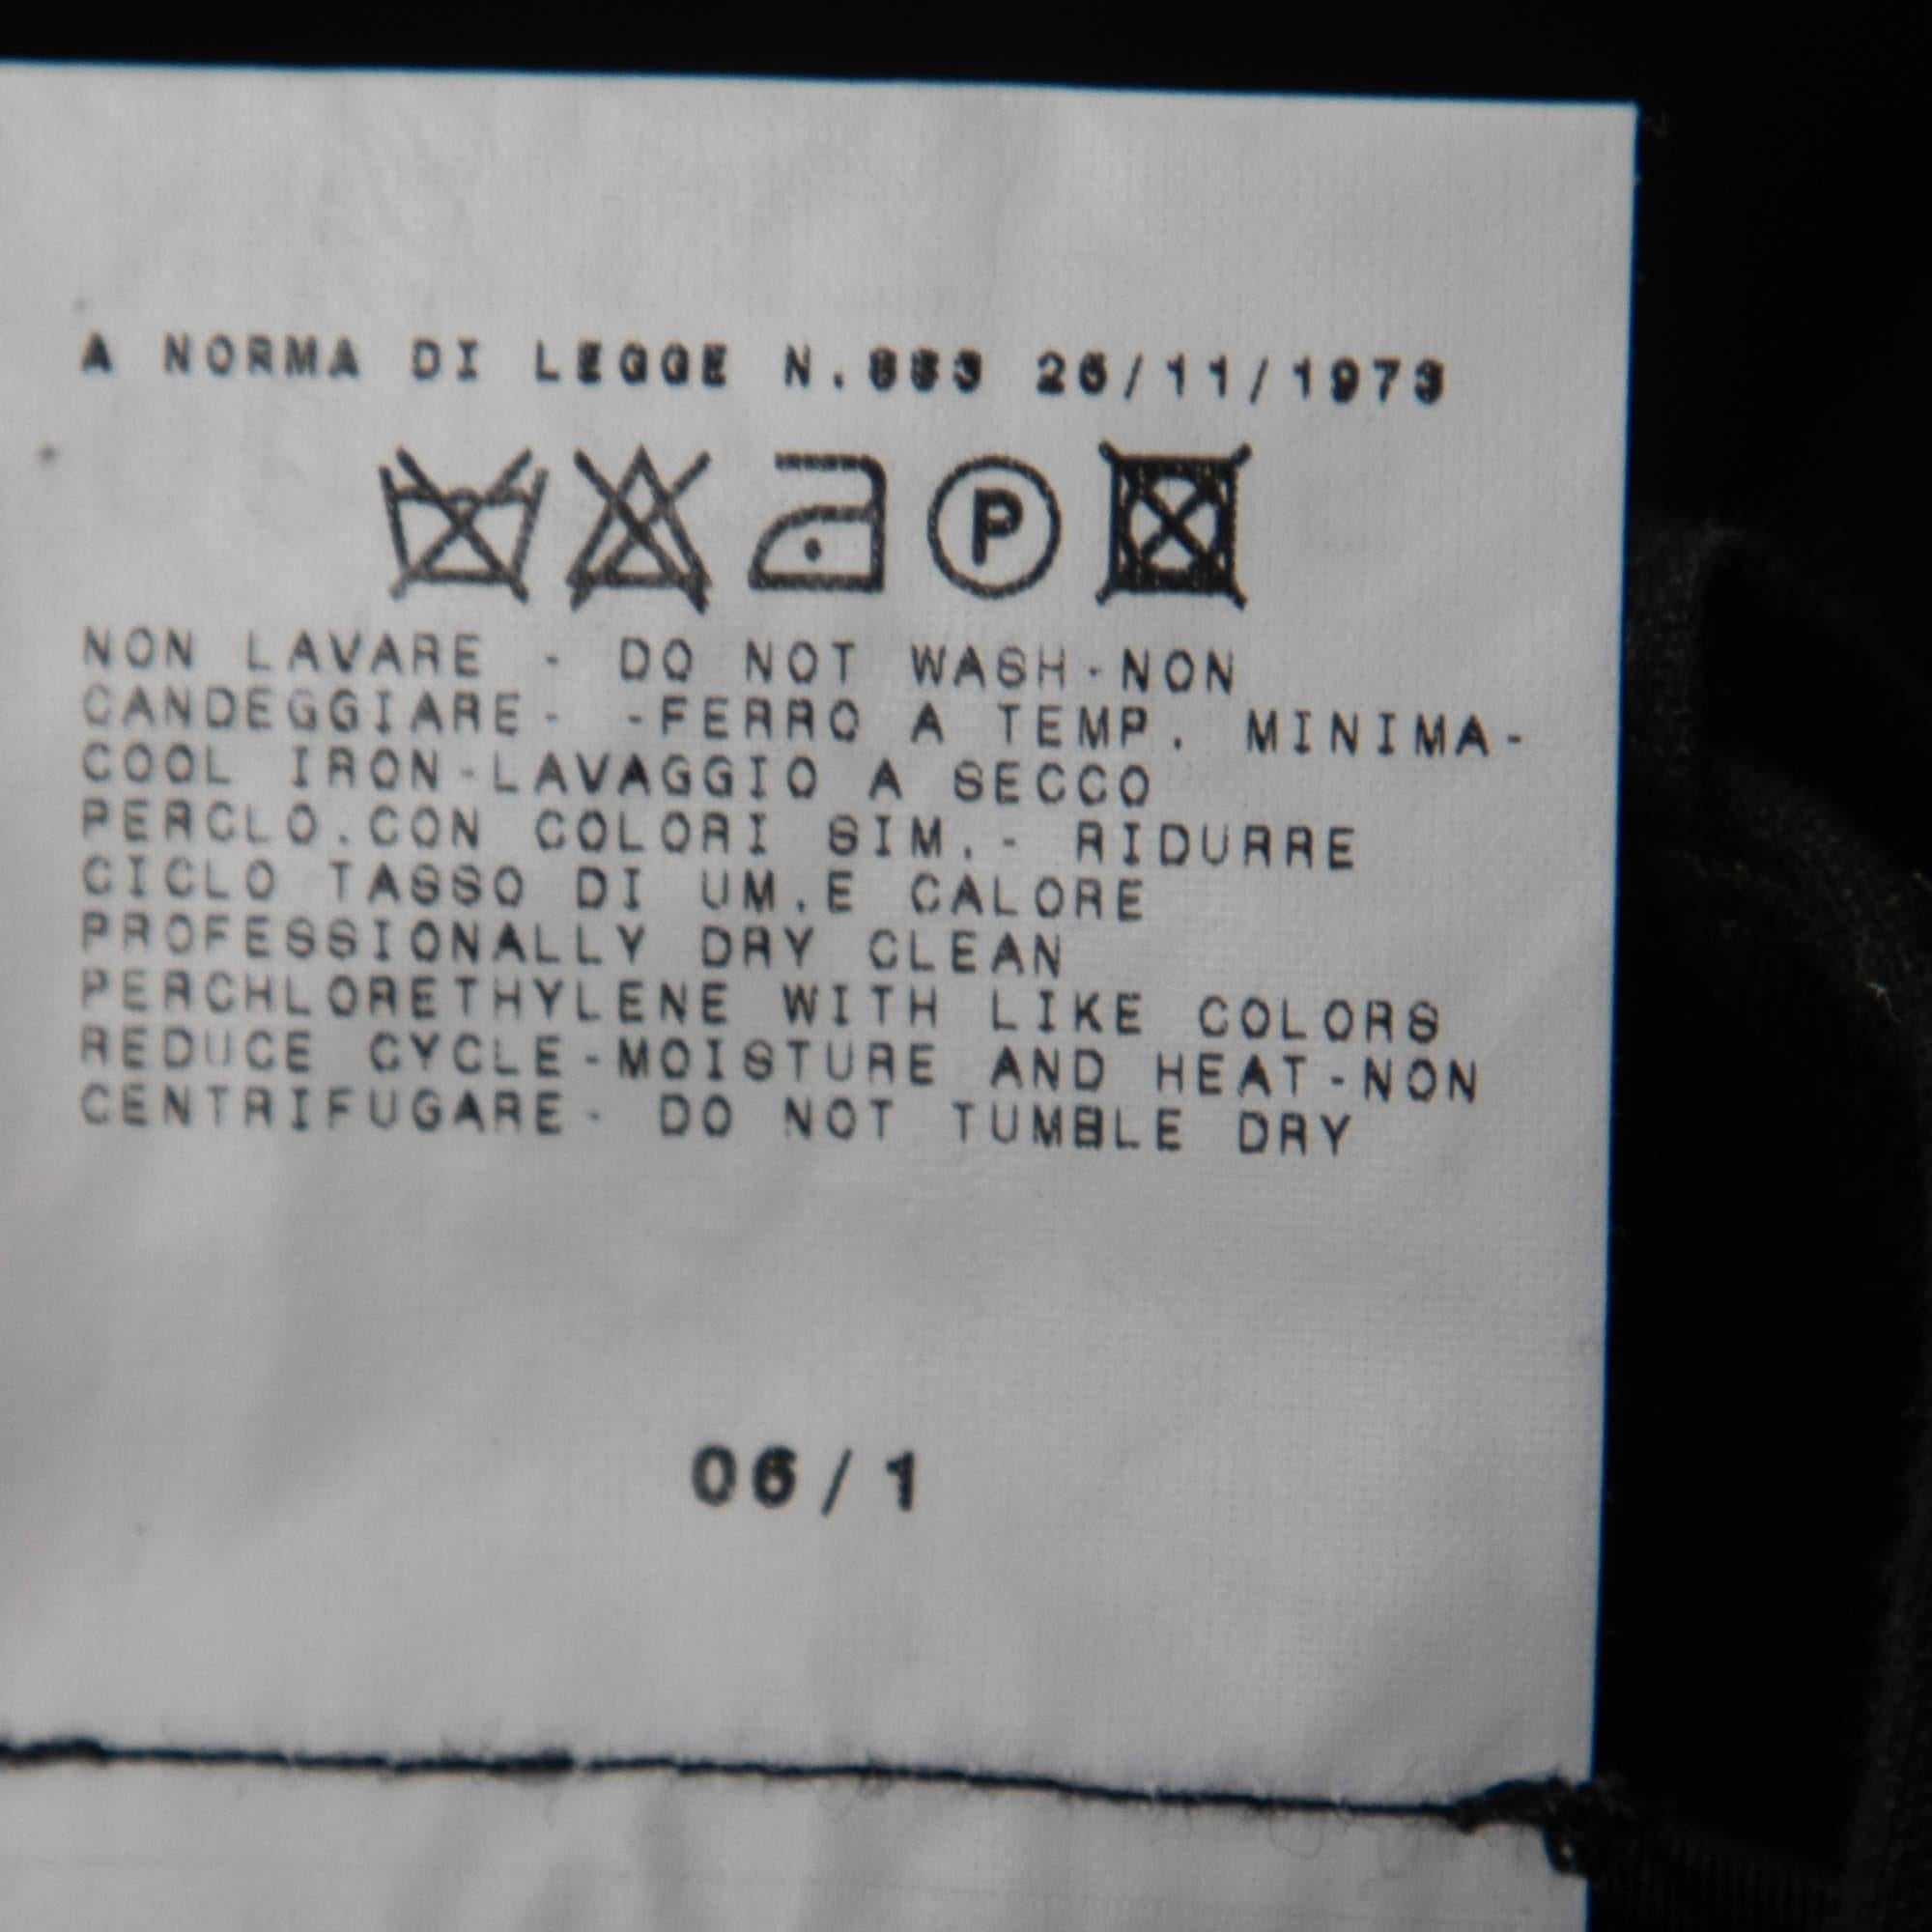 A NORMA DI LEGGE N.883 26/11/1973
P
NON LAVARE - DO NOT WASH-NON
CANDEGGIARE- -FERRO A TEMP. MINIMA-
COOL IRON-LAVAGGIO A SECCO
PERCLO.CON COLORI SIM.- RIDURRE
CICLO TASSO DI UM.E CALORE
PROFESSIONALLY DRY CLEAN
PERCHLORETHYLENE WITH LIKE COLORS
REDUCE CYCLE-MOISTURE AND HEAT-NON
CENTRIFUGARE- DO NOT TUMBLE DRY
06/1